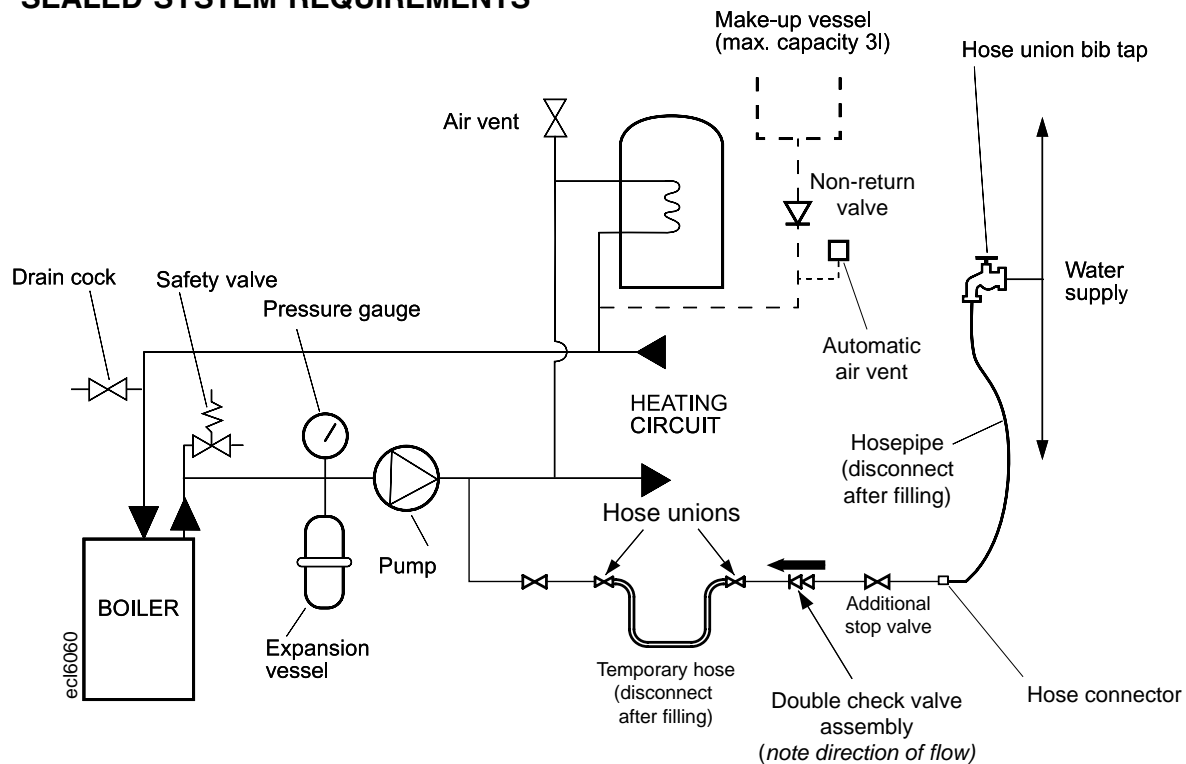 SEALED SYSTEM REQUIREMENTS
Make-up vessel
(max. capacity 3l)
Hose union bib tap
Air vent
Non-return
valve
Drain cock
Safety valve
Pressure gauge
Water
supply
Automatic
air vent
HEATING
CIRCUIT
Hosepipe
(disconnect
after filling)
Hose unions
Pump
BOILER
Additional
stop valve
Expansion
vessel
ecl6060
Temporary hose
(disconnect
after filling)
Double check valve
assembly
(note direction of flow)
Hose connector